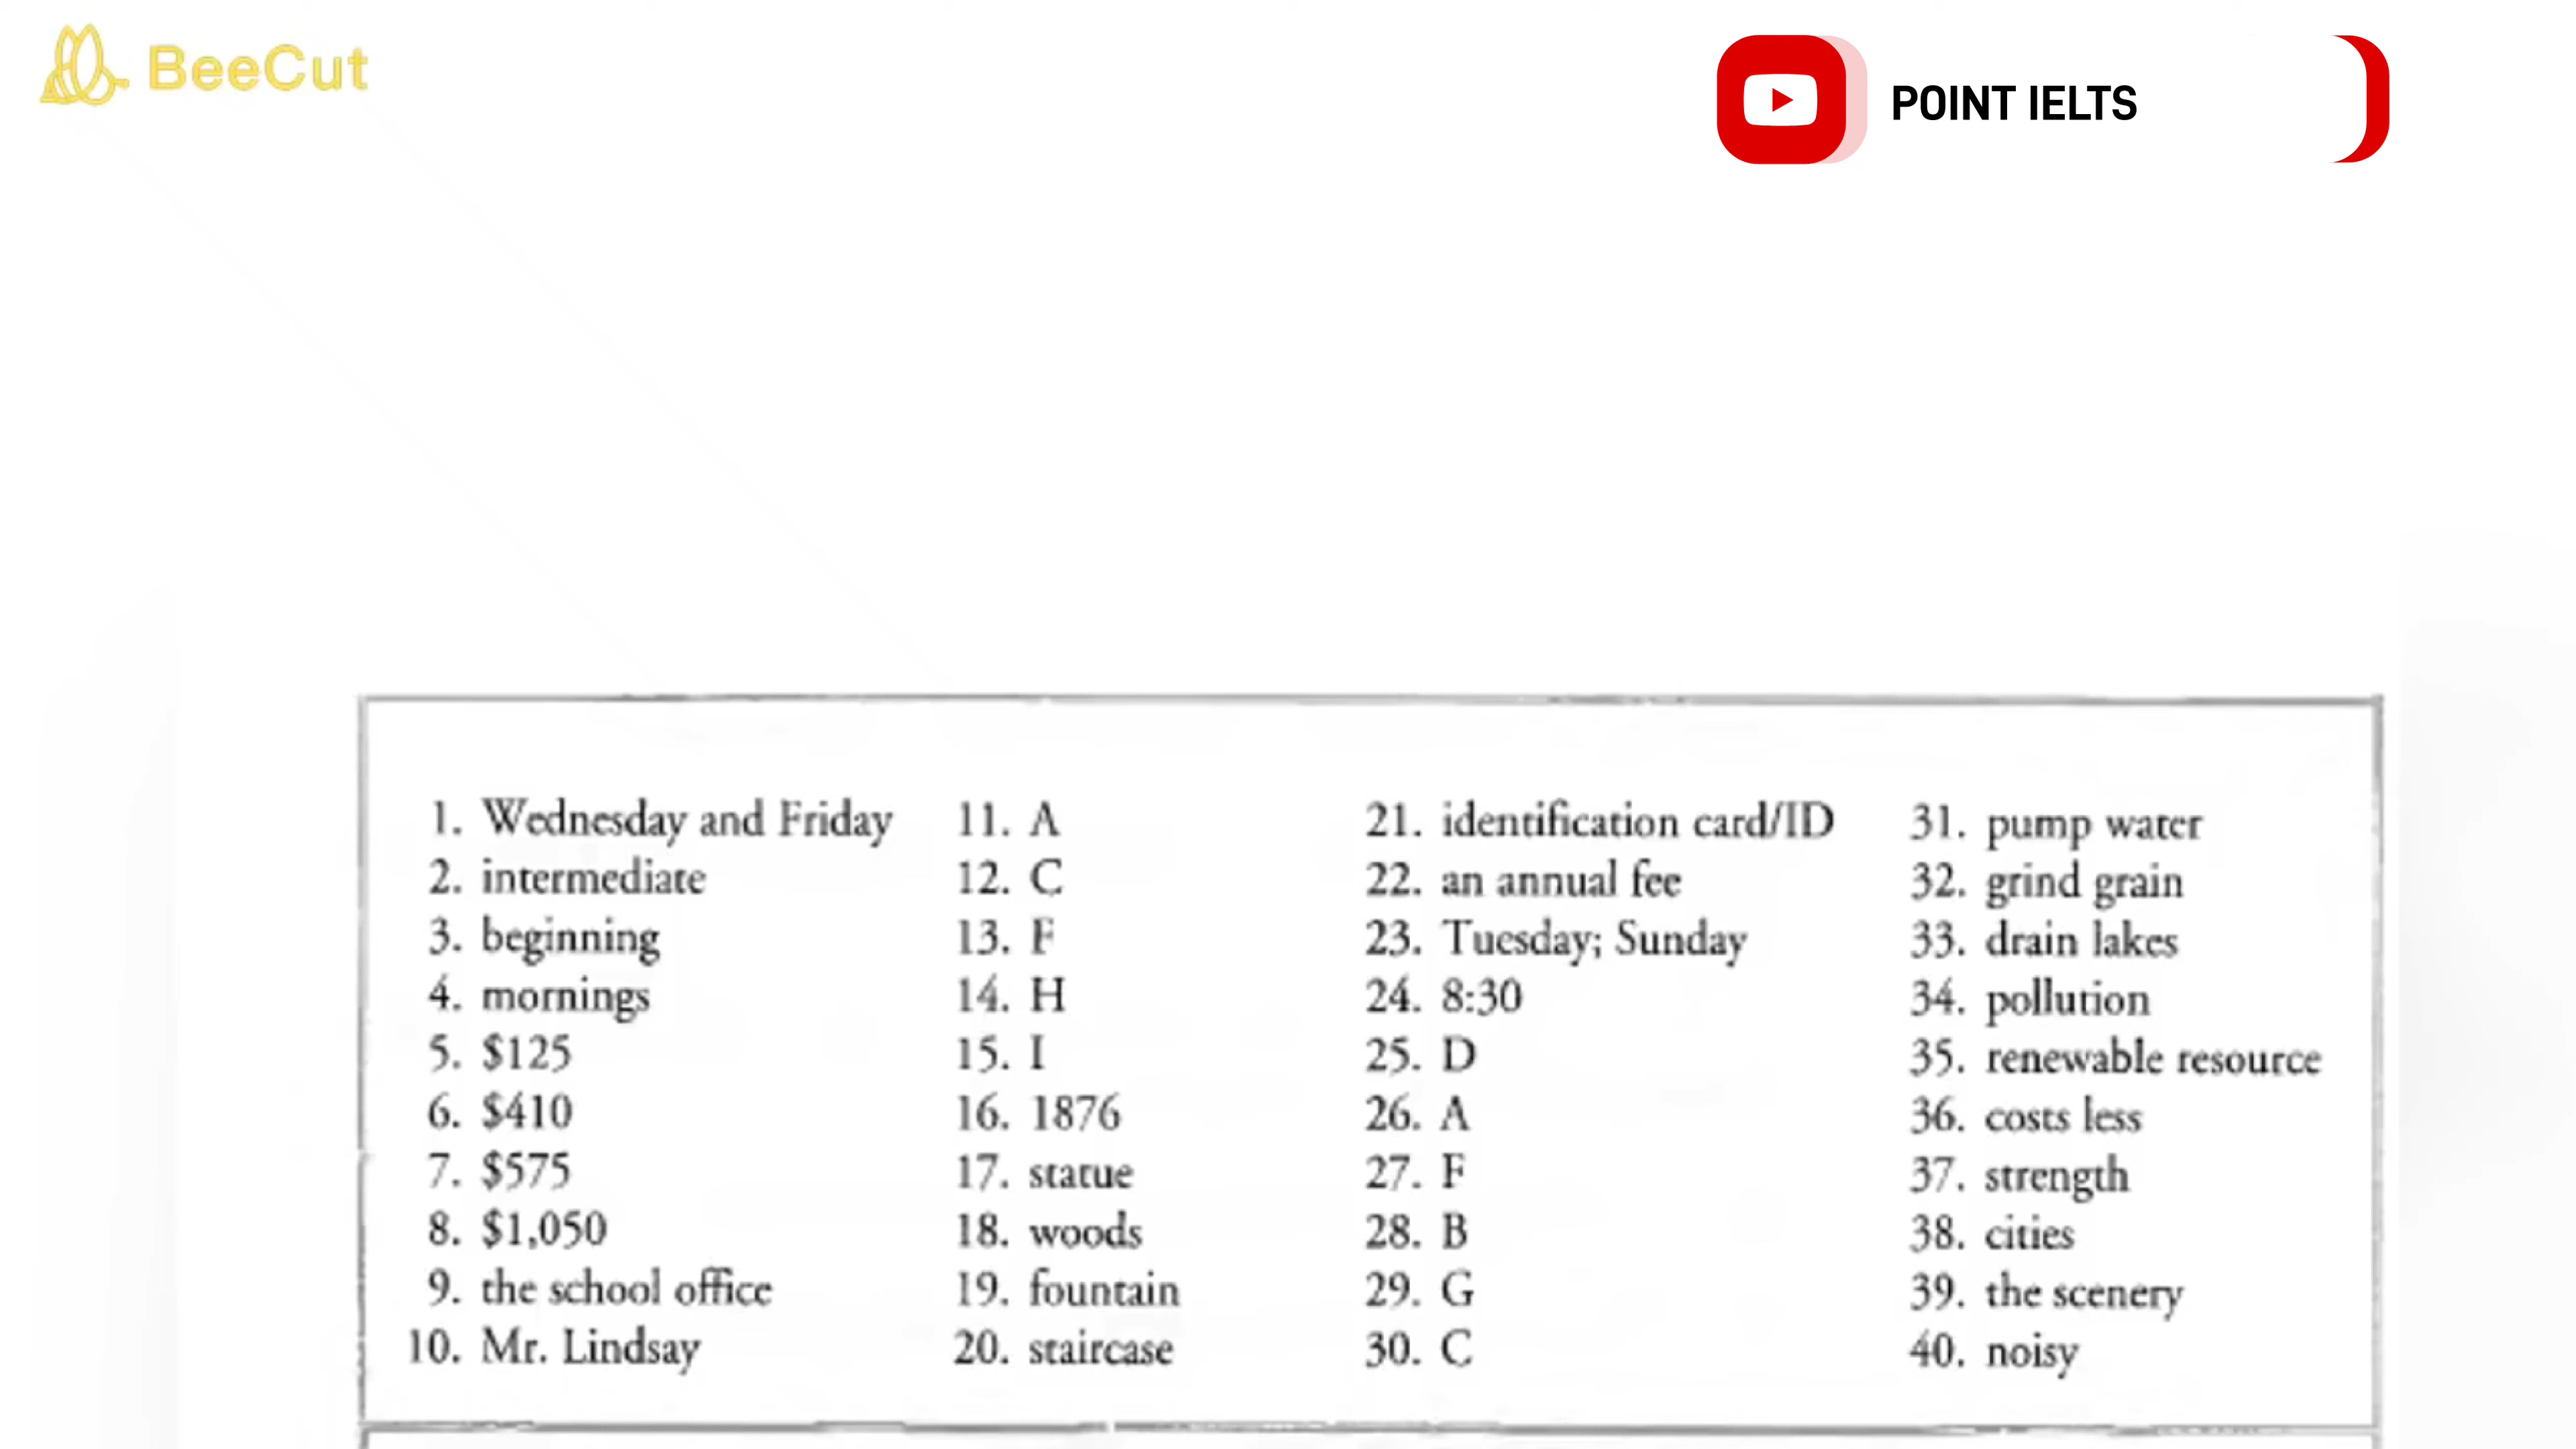 BeeCut
POINT IELTS
1. Wednesday and Friday
2. intermediate
3. beginning
4. mornings
5. $125
6. $410
7. $575
8. $1,050
9. the school office
10. Mr. Lindsay
11. A
12. C
13. F
14. H
15. I
16. 1876
17. statue
18. woods
19. fountain
20. staircase
21. identification card/ID
22. an annual fee
23. Tuesday; Sunday
24. 8:30
25. D
26. A
27. F
28. B
29. G
30. C
31. pump water
32. grind grain
33. drain lakes
34. pollution
35. renewable resource
36. costs less
37. strength
38. cities
39. the scenery
40. noisy